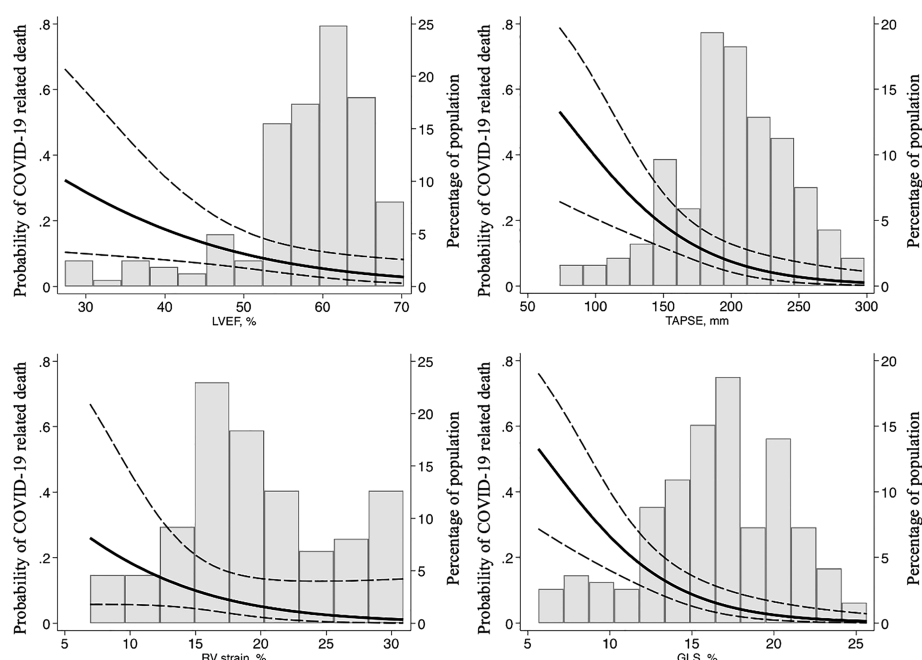 Probability of COVID-19 related death
.8
.6
.4
.2
0
25
20
15
10
5
0
Percentage of population
30 40 50 60 70
LVEF, %
Probability of COVID-19 related death
.8
.6
.4
.2
0
20
15
10
5
0
Percentage of population
50 100 150 200 250 300
TAPSE, mm
Probability of COVID-19 related death
.8
.6
.4
.2
0
25
20
15
10
5
0
Percentage of population
5 10 15 20 25 30
RV strain, %
Probability of COVID-19 related death
.8
.6
.4
.2
0
20
15
10
5
0
Percentage of population
5 10 15 20 25
GLS, %